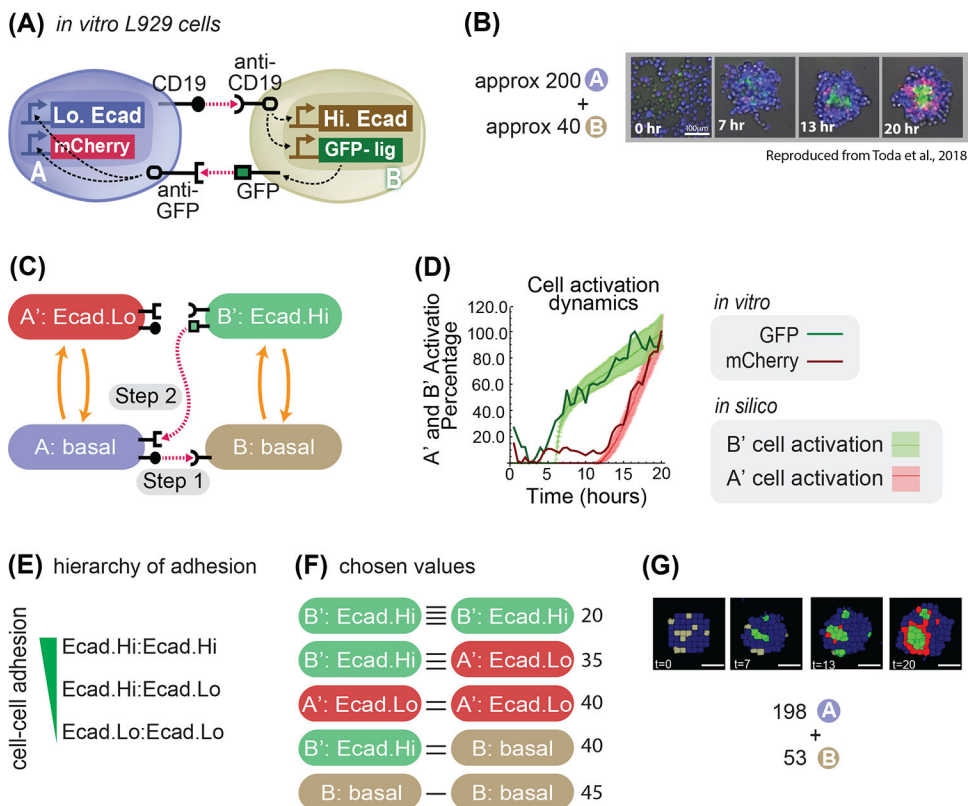 (A) in vitro L929 cells
CD19
anti-
CD19
Lo. Ecad
mCherry
A
Hi. Ecad
GFP- lig
B
anti-
GFP
GFP
(B)
approx 200 A
+
approx 40 B
0 hr
100μm
7 hr
13 hr
20 hr
Reproduced from Toda et al., 2018
(C)
A’: Ecad.Lo
B’: Ecad.Hi
Step 2
A: basal
B: basal
Step 1
(D)
Cell activation
dynamics
A’ and B’ Activatio
Percentage
120.0
100.0
80.0
60.0
40.0
20.0
0
5
10
15
20
Time (hours)
in vitro
GFP
mCherry
in silico
B’ cell activation
A’ cell activation
(E) hierarchy of adhesion
cell-cell adhesion
Ecad.Hi:Ecad.Hi
Ecad.Hi:Ecad.Lo
Ecad.Lo:Ecad.Lo
(F) chosen values
B’: Ecad.Hi B’: Ecad.Hi 20
B’: Ecad.Hi A’: Ecad.Lo 35
A’: Ecad.Lo A’: Ecad.Lo 40
B’: Ecad.Hi B: basal 40
B: basal B: basal 45
(G)
t=0
t=7
t=13
t=20
198 A
+
53 B